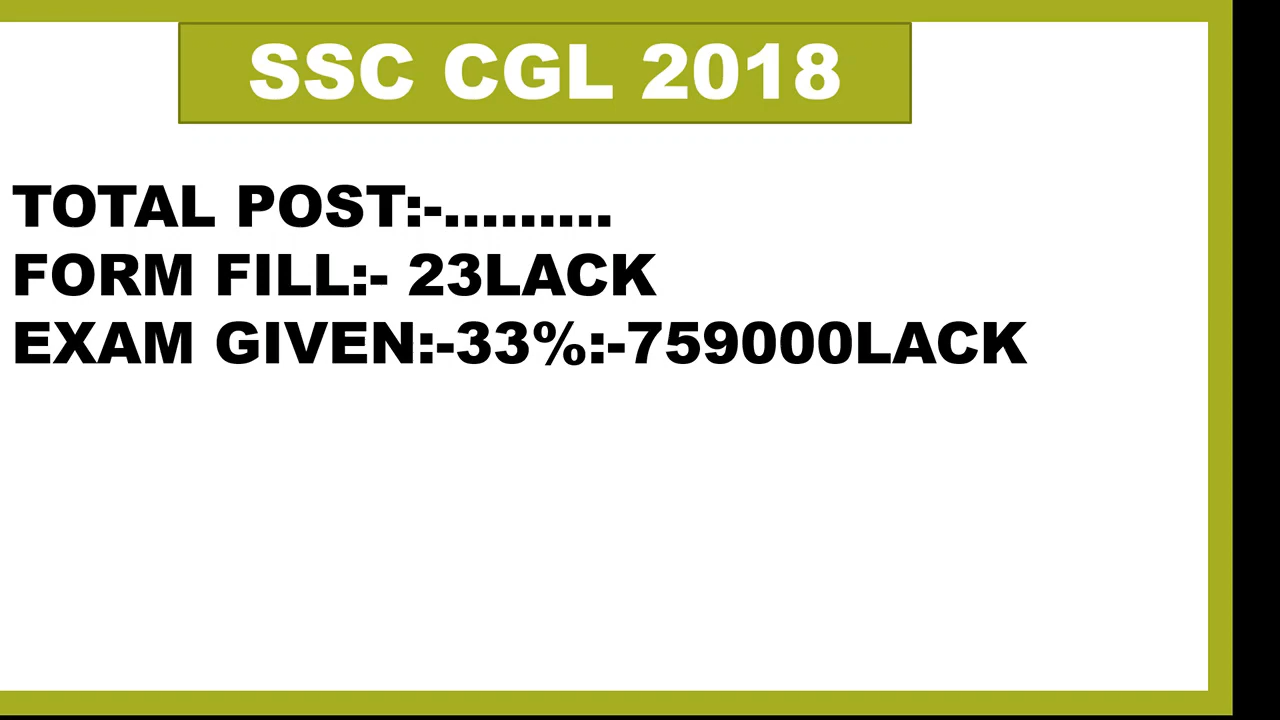 SSC CGL 2018
TOTAL POST:-.........
FORM FILL:- 23LACK
EXAM GIVEN:-33%:-759000LACK